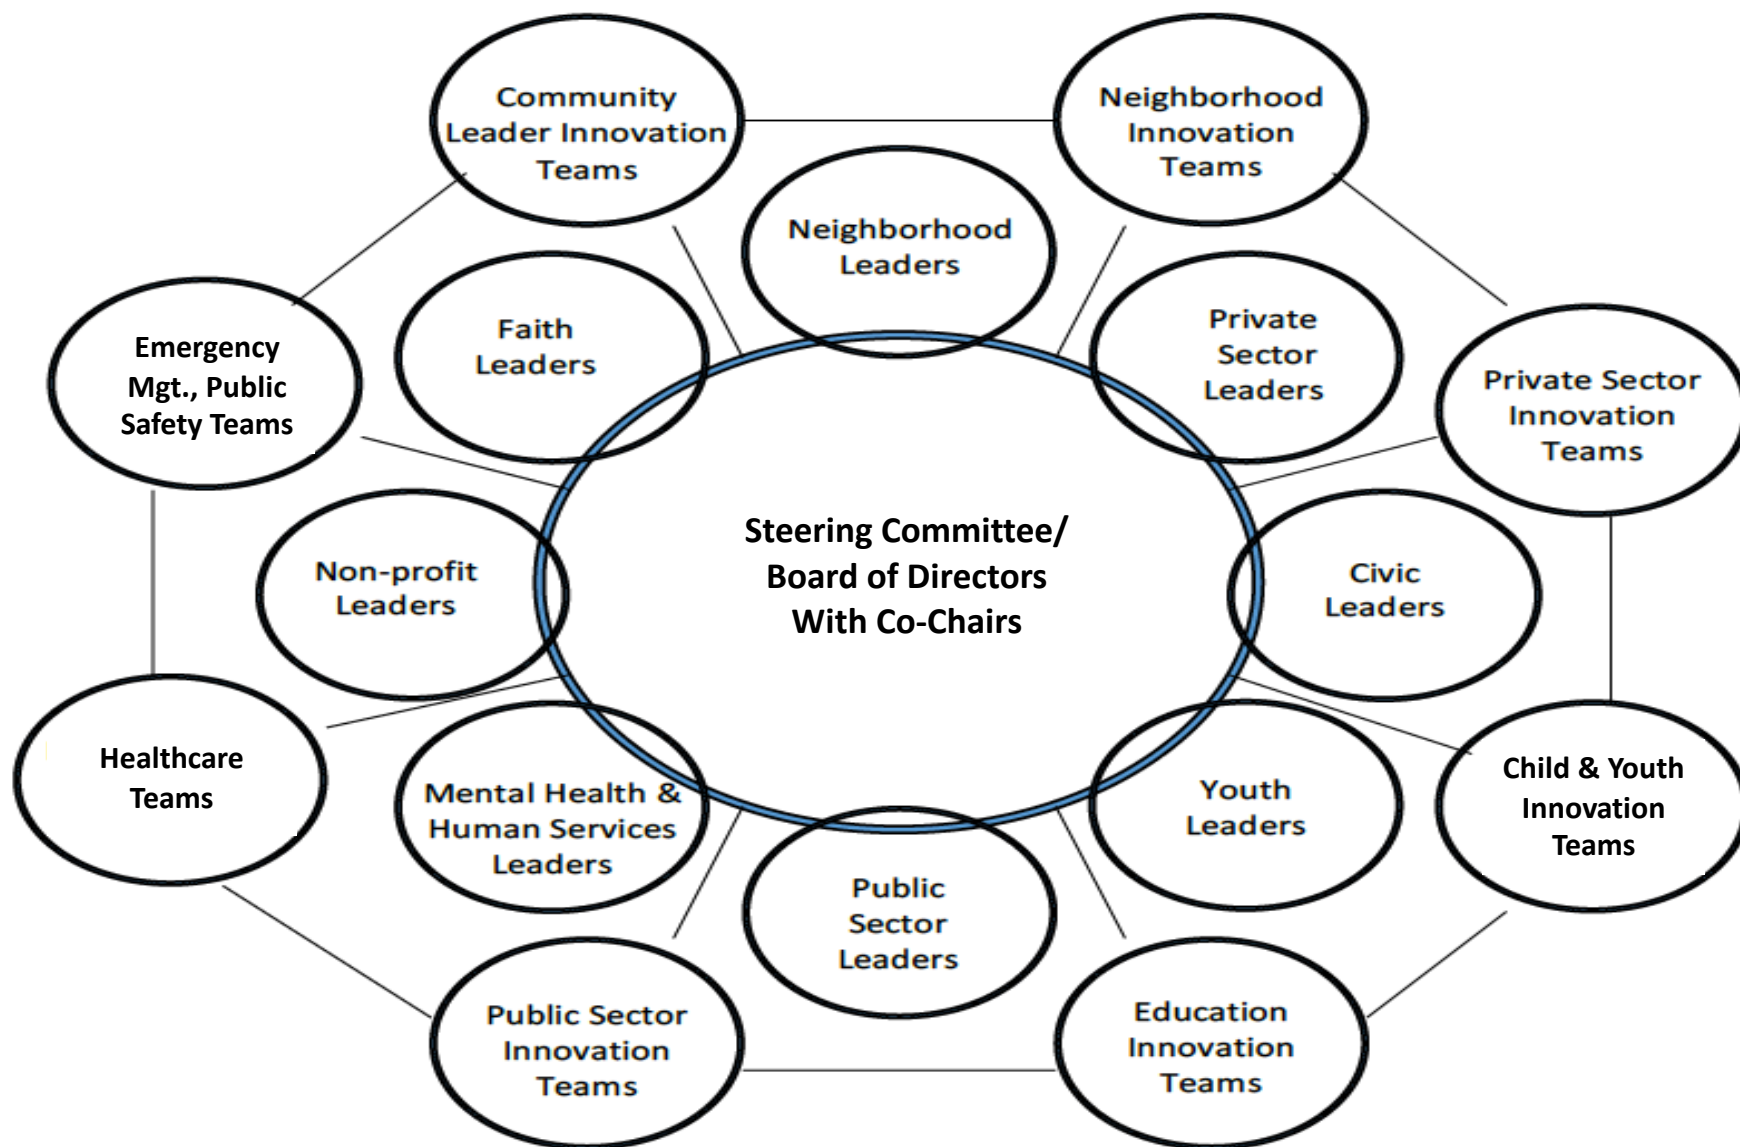 Community
Leader Innovation
Teams
Neighborhood
Innovation
Teams
Neighborhood
Leaders
Faith
Leaders
Private
Sector
Leaders
Emergency
Mgt., Public
Safety Teams
Private Sector
Innovation
Teams
Steering Committee/
Board of Directors
With Co-Chairs
Non-profit
Leaders
Civic
Leaders
Healthcare
Teams
Mental Health &
Human Services
Leaders
Youth
Leaders
Child & Youth
Innovation
Teams
Public
Sector
Leaders
Public Sector
Innovation
Teams
Education
Innovation
Teams